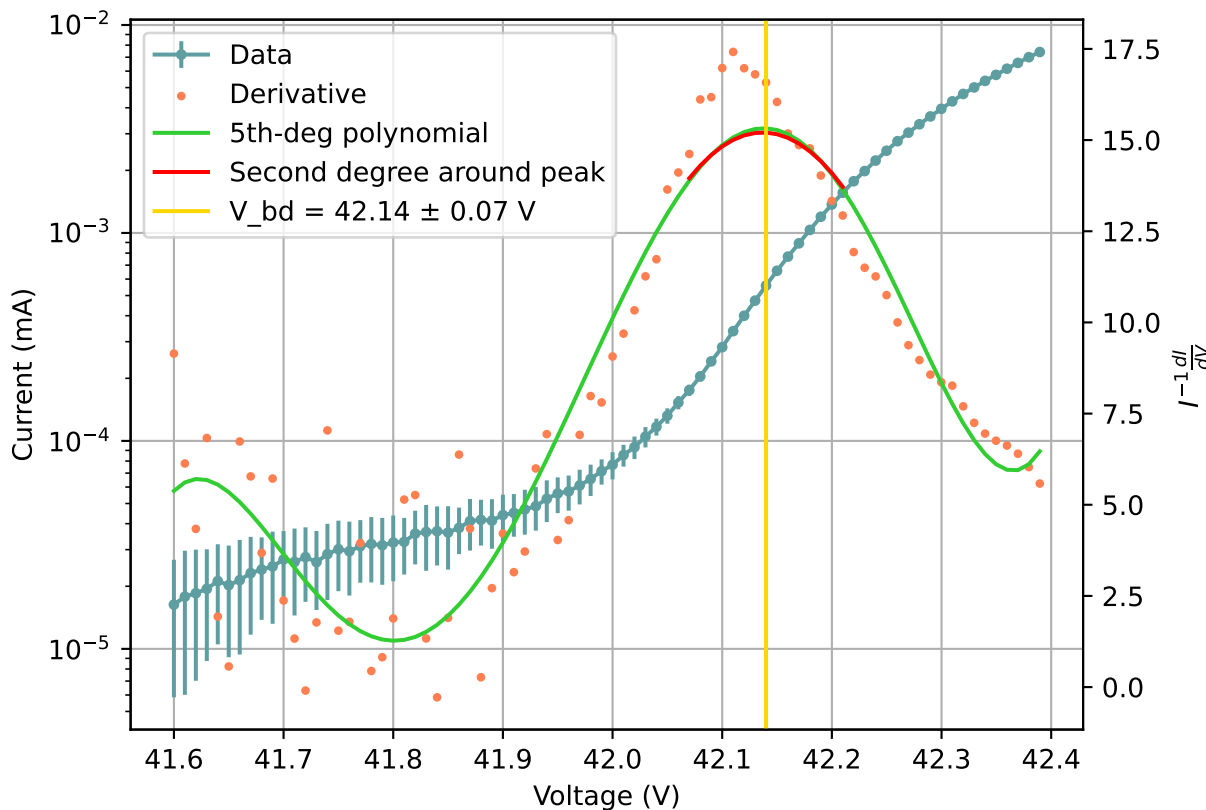 Data
Derivative
5th-deg polynomial
Second degree around peak
V_bd = 42.14 ± 0.07 V
10⁻²
10⁻³
10⁻⁴
10⁻⁵
Current (mA)
17.5
15.0
12.5
10.0
7.5
5.0
2.5
0.0
I⁻¹ dI/dV
41.6 41.7 41.8 41.9 42.0 42.1 42.2 42.3 42.4
Voltage (V)